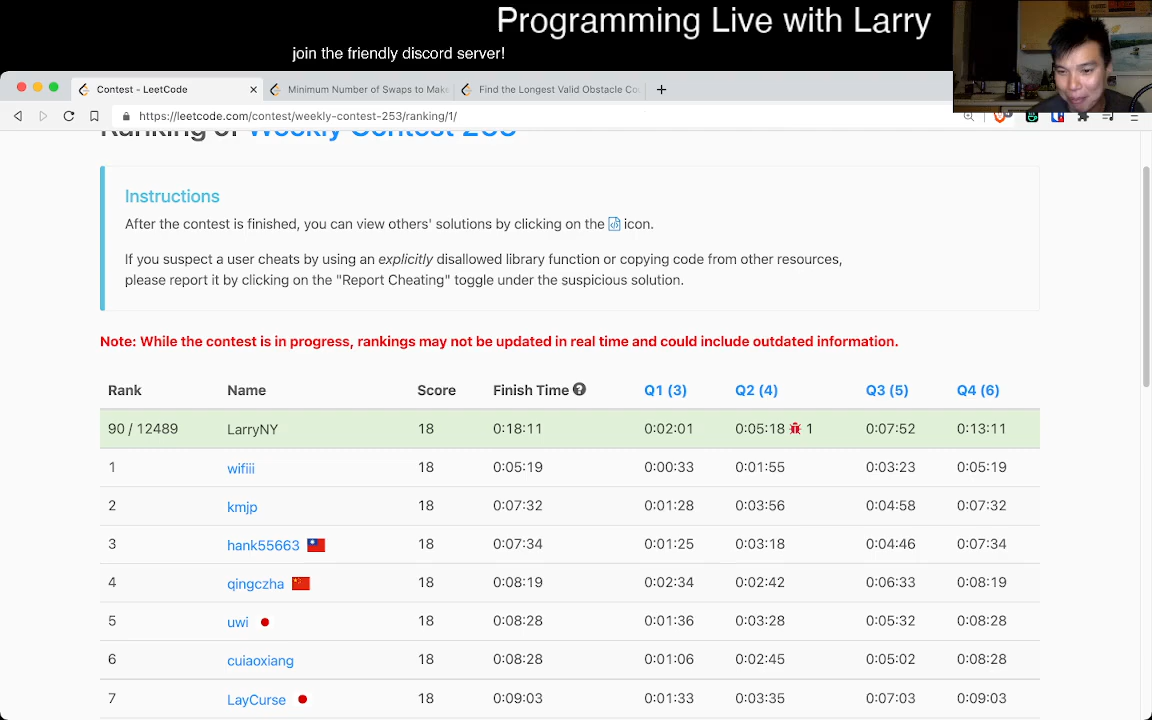 Programming Live with Larry
join the friendly discord server!
Contest - LeetCode
Minimum Number of Swaps to Make
Find the Longest Valid Obstacle Co
https://leetcode.com/contest/weekly-contest-253/ranking/1/
Ranking of Weekly Contest 253
Instructions
After the contest is finished, you can view others' solutions by clicking on the icon.
If you suspect a user cheats by using an explicitly disallowed library function or copying code from other resources,
please report it by clicking on the "Report Cheating" toggle under the suspicious solution.
Note: While the contest is in progress, rankings may not be updated in real time and could include outdated information.
Rank Name Score Finish Time Q1 (3) Q2 (4) Q3 (5) Q4 (6)
90 / 12489 LarryNY 18 0:18:11 0:02:01 0:05:18 1 0:07:52 0:13:11
1 wifiii 18 0:05:19 0:00:33 0:01:55 0:03:23 0:05:19
2 kmjp 18 0:07:32 0:01:28 0:03:56 0:04:58 0:07:32
3 hank55663 18 0:07:34 0:01:25 0:03:18 0:04:46 0:07:34
4 qingczha 18 0:08:19 0:02:34 0:02:42 0:06:33 0:08:19
5 uwi 18 0:08:28 0:01:36 0:03:28 0:05:32 0:08:28
6 cuiaoxiang 18 0:08:28 0:01:06 0:02:45 0:05:02 0:08:28
7 LayCurse 18 0:09:03 0:01:33 0:03:35 0:07:03 0:09:03